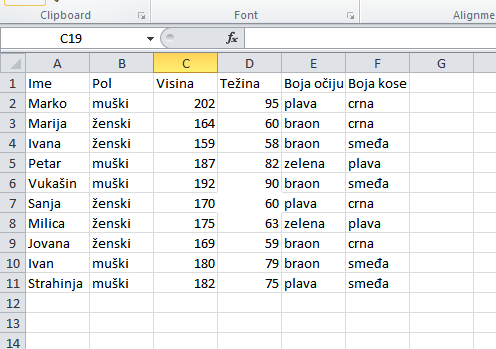 Clipboard Font Alignme
C19 fx
A B C D E F G
1 Ime Pol Visina Težina Boja očiju Boja kose
2 Marko muški 202 95 plava crna
3 Marija ženski 164 60 braon crna
4 Ivana ženski 159 58 braon smeđa
5 Petar muški 187 82 zelena plava
6 Vukašin muški 192 90 braon smeđa
7 Sanja ženski 170 60 plava crna
8 Milica ženski 175 63 zelena plava
9 Jovana ženski 169 59 braon crna
10 Ivan muški 180 79 braon smeđa
11 Strahinja muški 182 75 plava smeđa
12
13
14